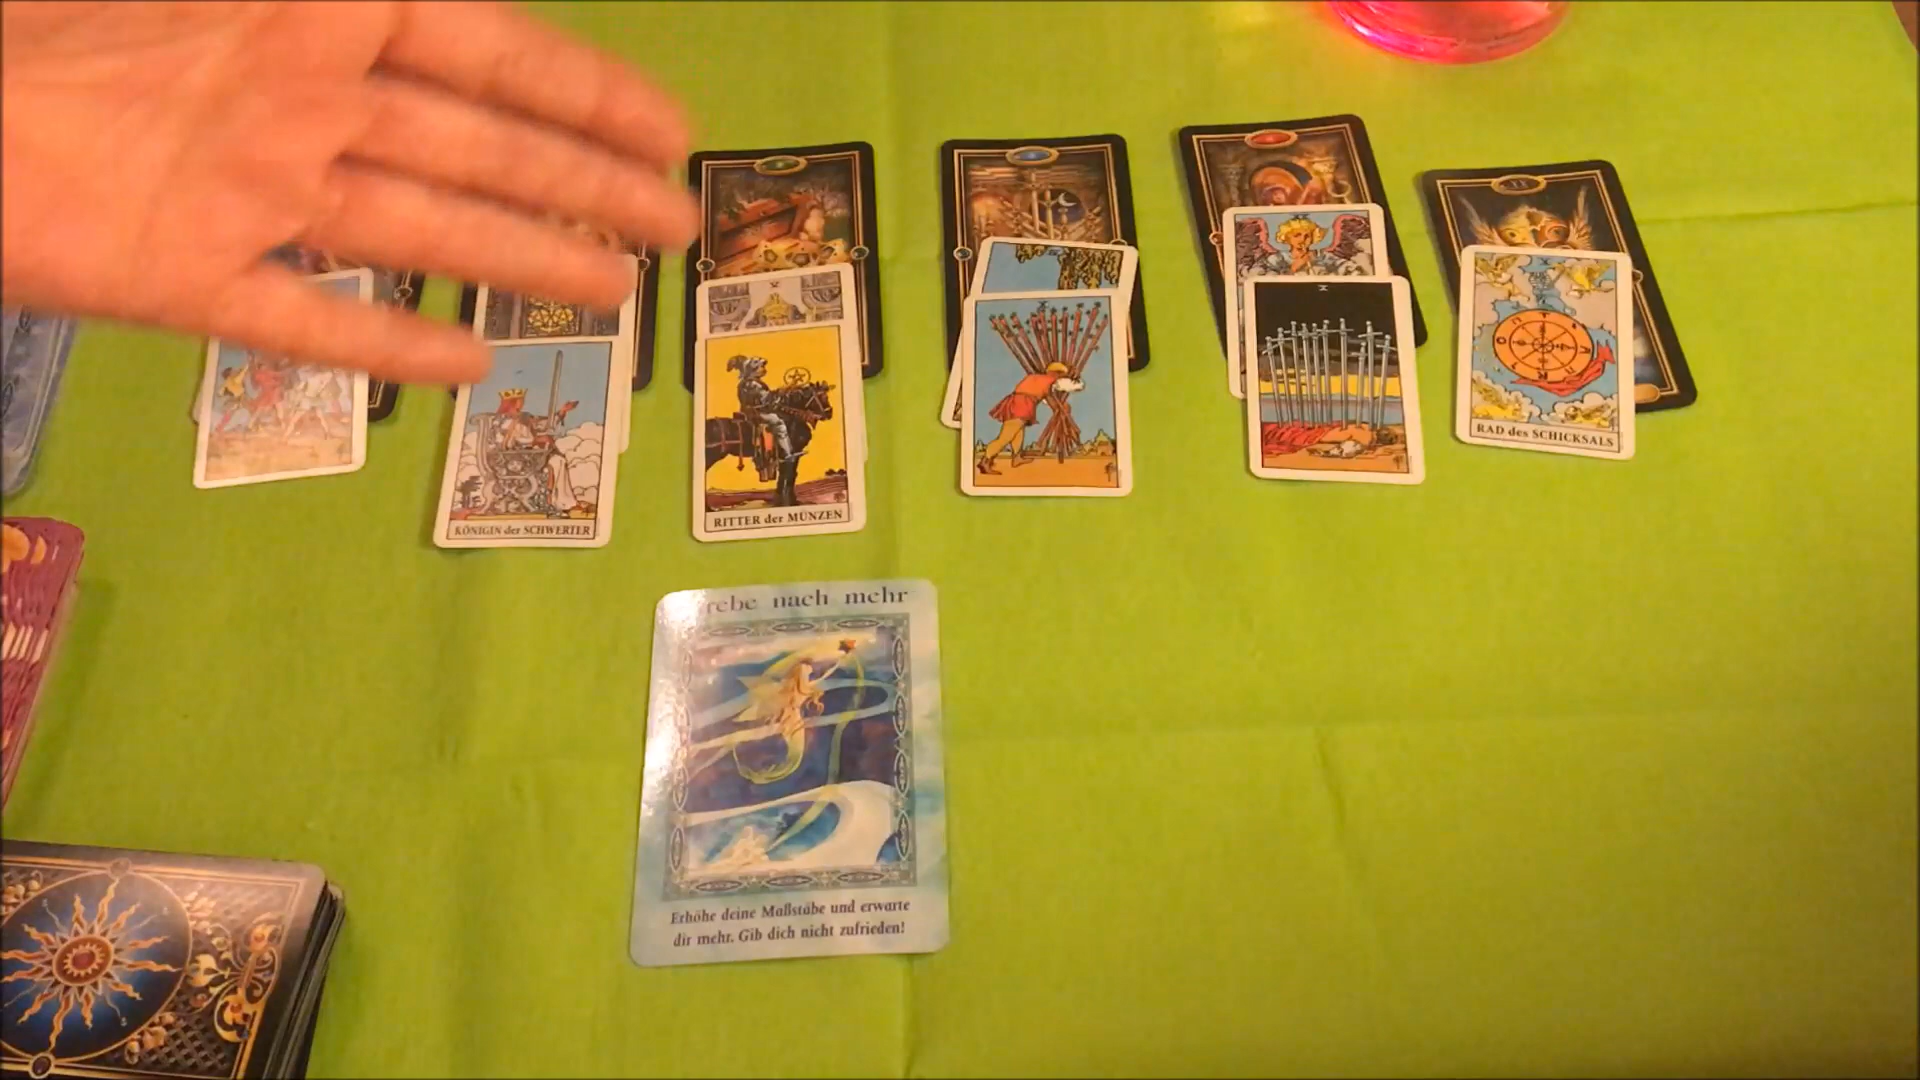 KÖNIGIN der SCHWERTER
RITTER der MÜNZEN
X
X
X
RAD des SCHICKSALS
nach mehr
Erhöhe deine Maßstäbe und erwarte
dir mehr. Gib dich nicht zufrieden!